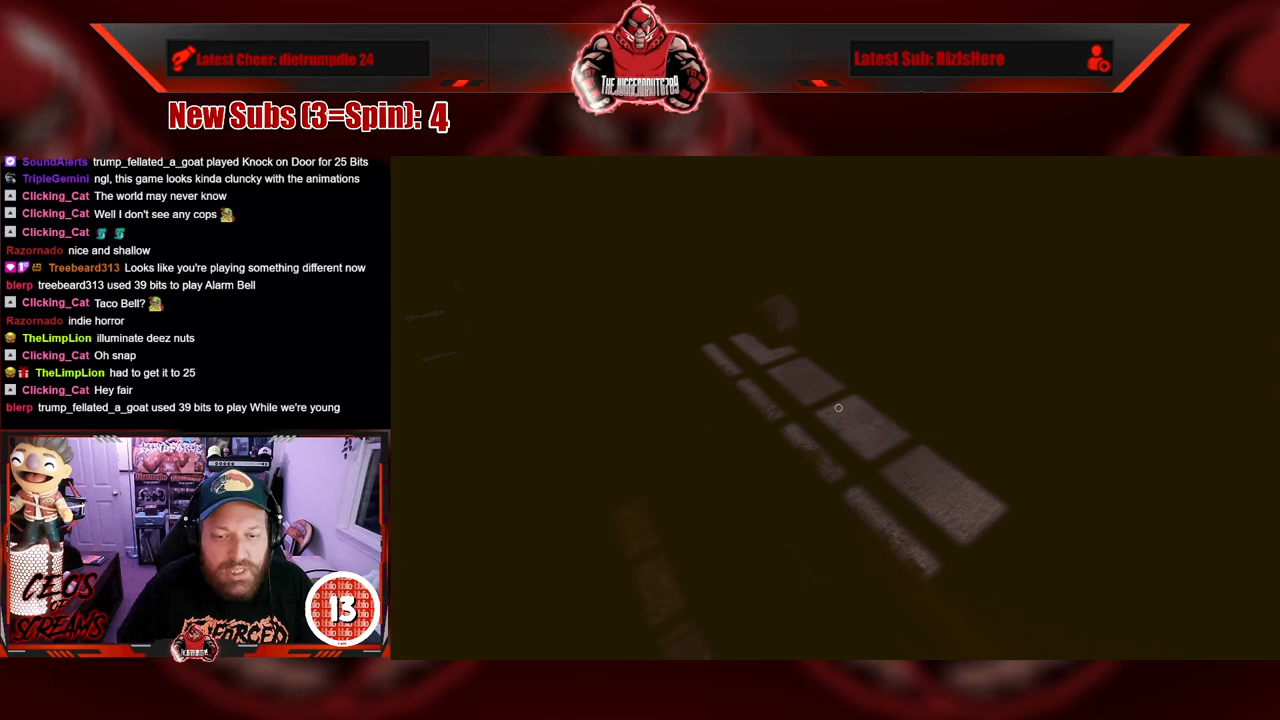 Latest Cheer: dietrumpdie 24
THEJUGGERNAUT6789
Latest Sub: RizIsHere
New Subs (3=Spin): 4
SoundAlerts trump_fellated_a_goat played Knock on Door for 25 Bits
TripleGemini ngl, this game looks kinda cluncky with the animations
Clicking_Cat The world may never know
Clicking_Cat Well I don't see any cops
Clicking_Cat
Razornado nice and shallow
Treebeard313 Looks like you're playing something different now
blerp treebeard313 used 39 bits to play Alarm Bell
Clicking_Cat Taco Bell?
Razornado indie horror
TheLimpLion illuminate deez nuts
Clicking_Cat Oh snap
TheLimpLion had to get it to 25
Clicking_Cat Hey fair
blerp trump_fellated_a_goat used 39 bits to play While we're young
MINDFORCE
CEO'S
OF
SCREAMS
FORCED
13